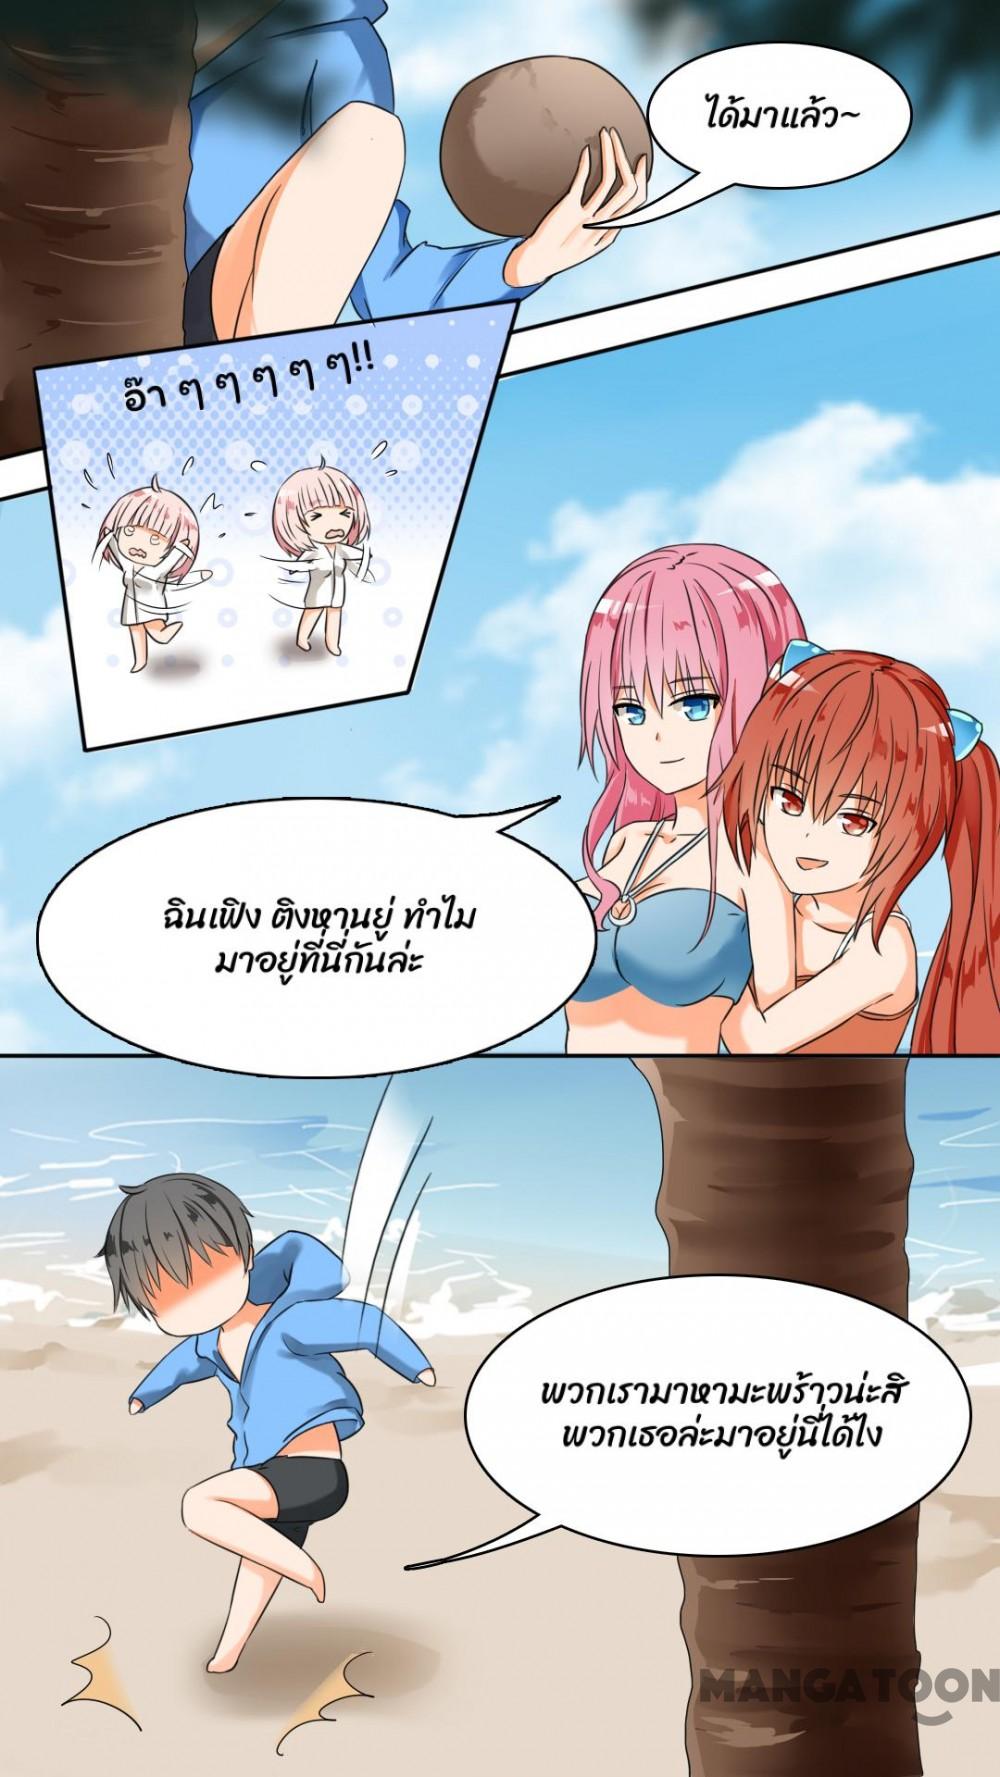 ได้มาแล้ว~
อ๊า ๆ ๆ ๆ ๆ ๆ!!
ฉินเฟิง ติงหานยู่ ทำไม
มาอยู่ที่นี่กันล่ะ
พวกเรามาหามะพร้าวน่ะสิ
พวกเธอล่ะมาอยู่นี่ได้ไง
MANGATOON